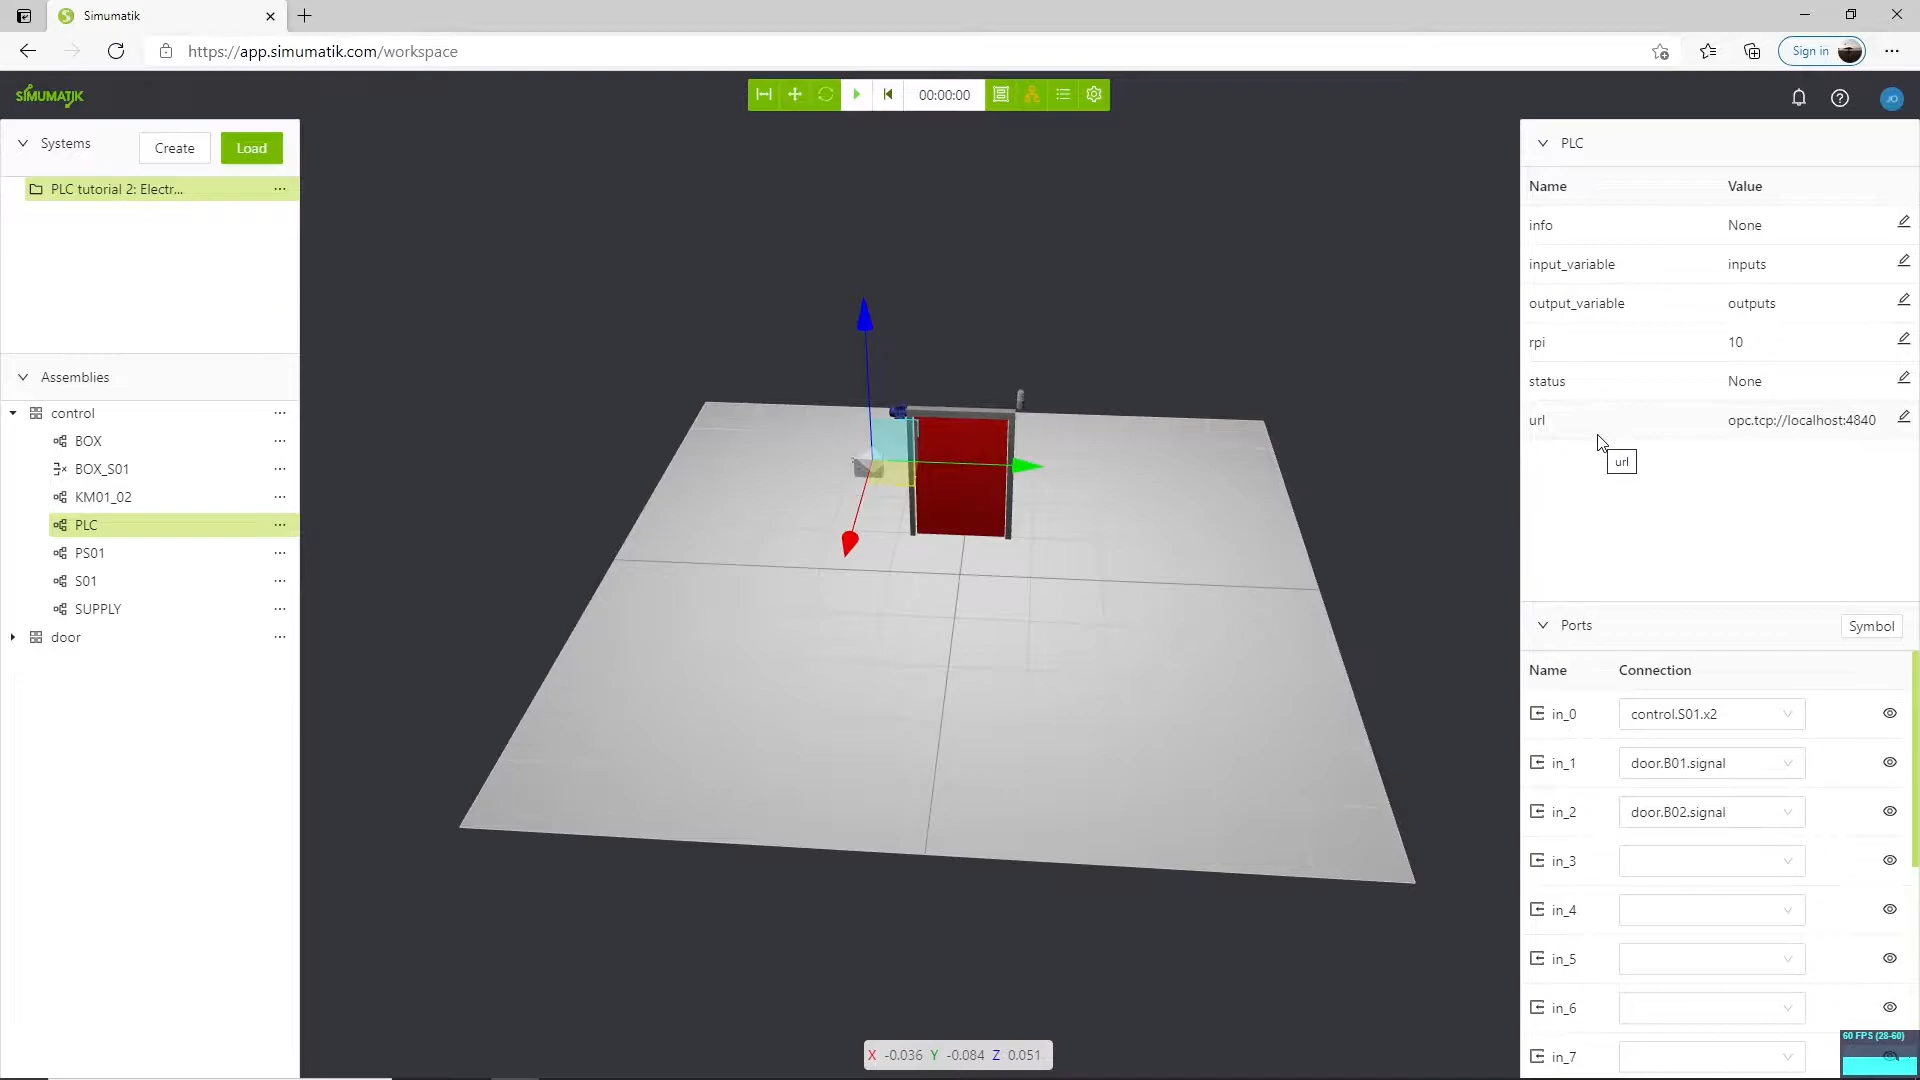 Simumatik
https://app.simumatik.com/workspace
Sign in
SIMUMATIK
00:00:00
JO
Systems
Create
Load
PLC tutorial 2: Electr...
Assemblies
control
BOX
BOX_S01
KM01_02
PLC
PS01
S01
SUPPLY
door
X -0.036 Y -0.084 Z 0.051
PLC
Name Value
info None
input_variable inputs
output_variable outputs
rpi 10
status None
url opc.tcp://localhost:4840
url
Ports
Symbol
Name Connection
in_0 control.S01.x2
in_1 door.B01.signal
in_2 door.B02.signal
in_3
in_4
in_5
in_6
in_7
60 FPS (28-60)